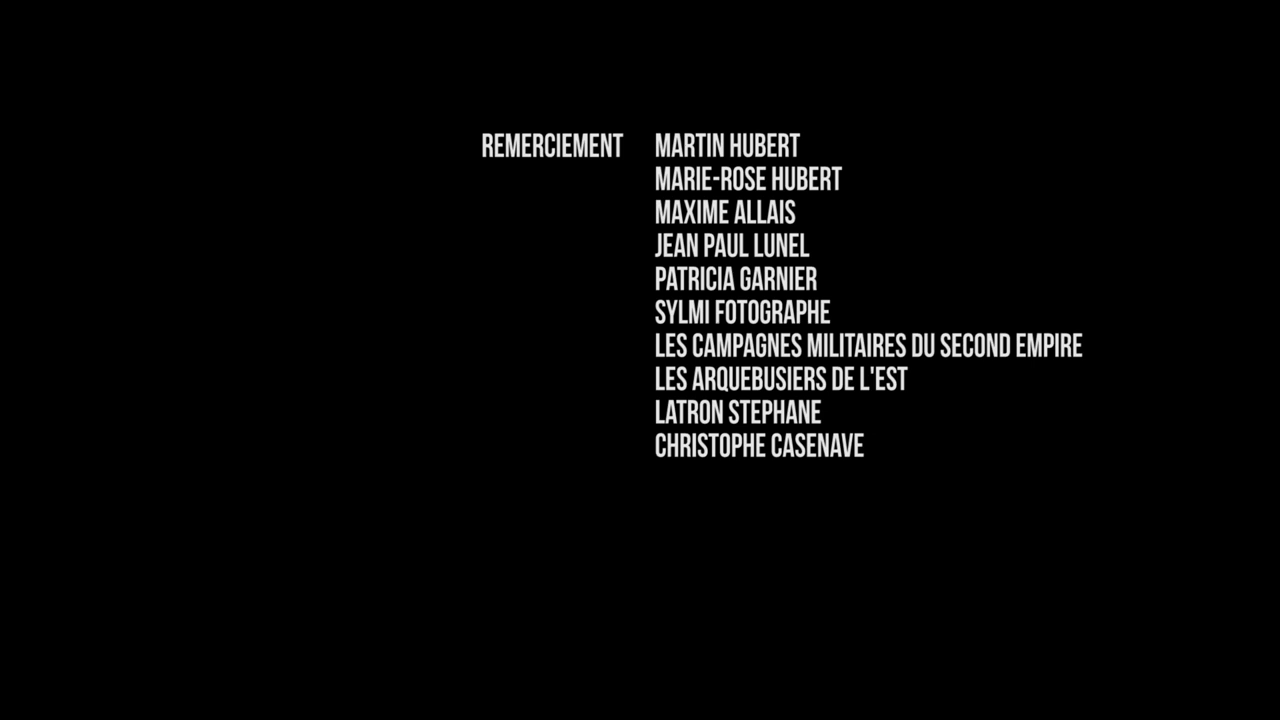 REMERCIEMENT MARTIN HUBERT
MARIE-ROSE HUBERT
MAXIME ALLAIS
JEAN PAUL LUNEL
PATRICIA GARNIER
SYLMI FOTOGRAPHE
LES CAMPAGNES MILITAIRES DU SECOND EMPIRE
LES ARQUEBUSIERS DE L'EST
LATRON STEPHANE
CHRISTOPHE CASENAVE